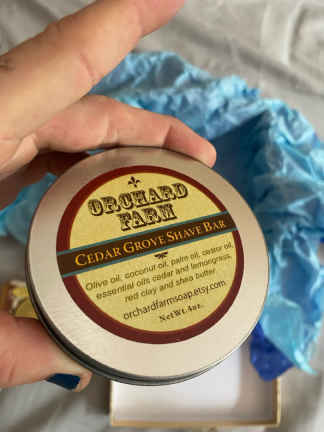 ORCHARD
FARM
CEDAR GROVE SHAVE BAR
Olive oil, coconut oil, palm oil, castor oil,
essential oils cedar and lemongrass,
red clay and shea butter.
orchardfarmsoap.etsy.com
Net Wt. 4oz.